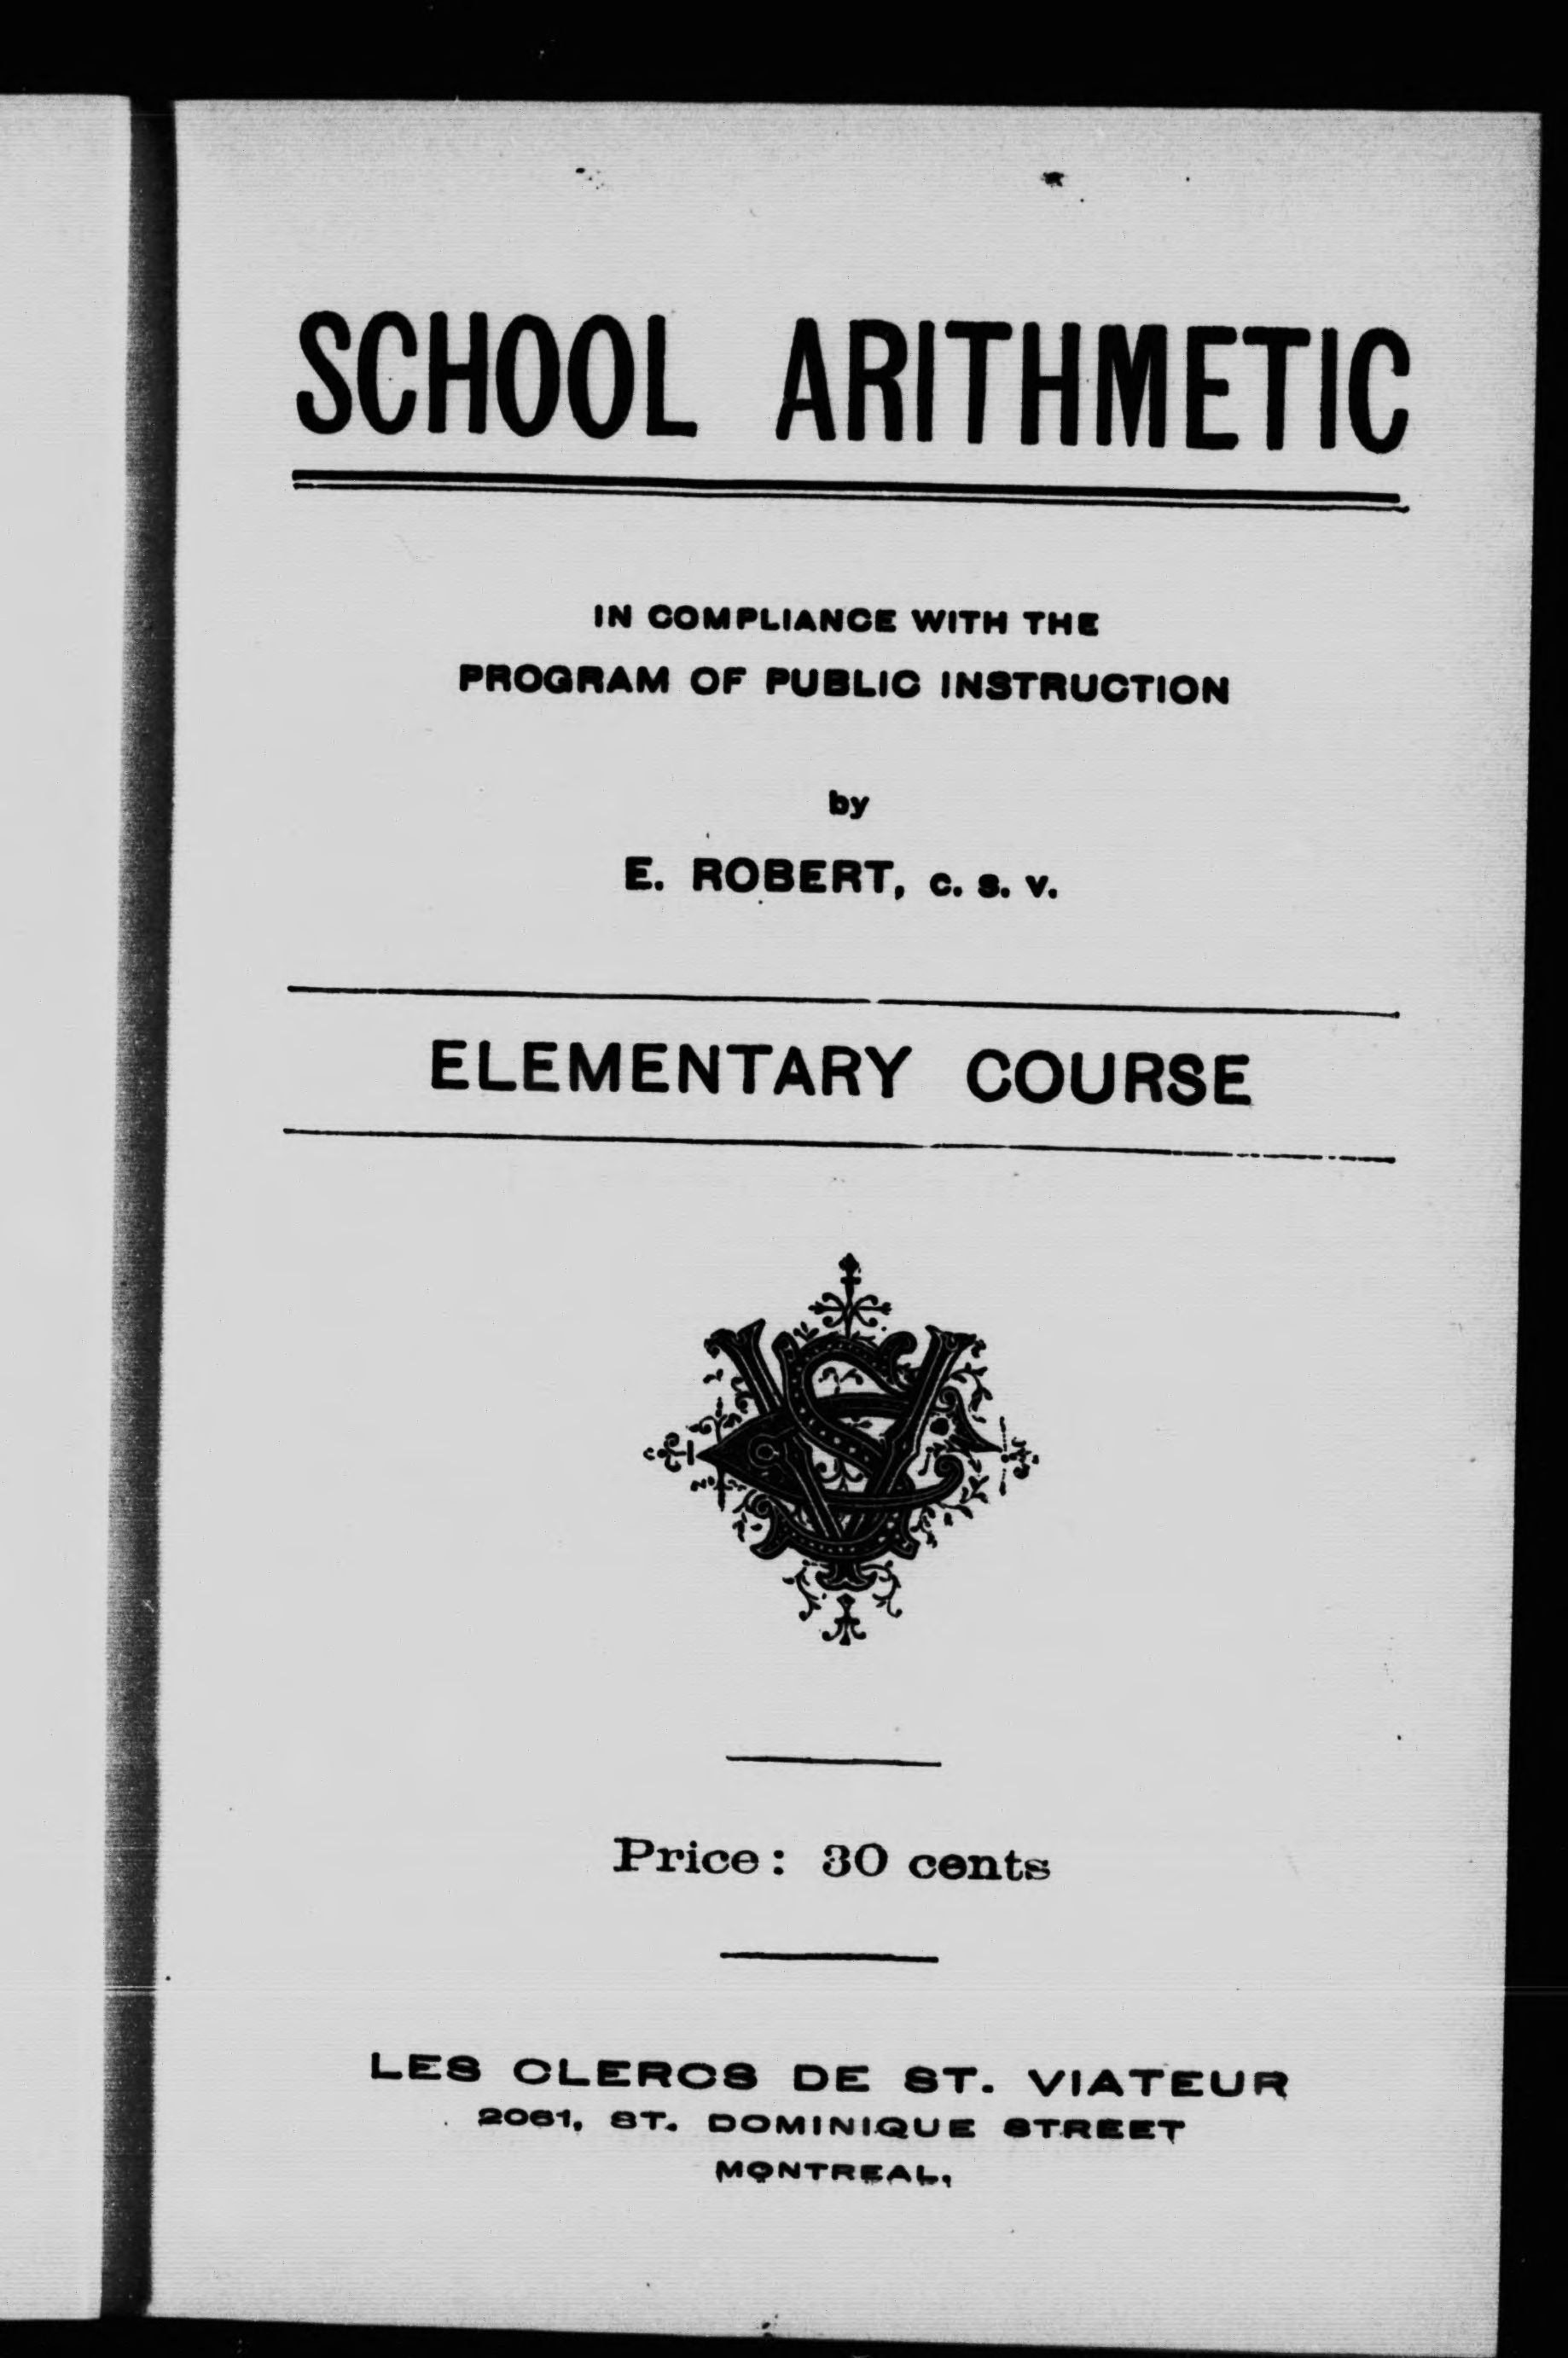 SCHOOL ARITHMETIC
IN COMPLIANCE WITH THE
PROGRAM OF PUBLIC INSTRUCTION
by
E. ROBERT, c. s. v.
ELEMENTARY COURSE
CSV
Price: 30 cents
LES CLERCS DE ST. VIATEUR
2061, ST. DOMINIQUE STREET
MONTREAL,